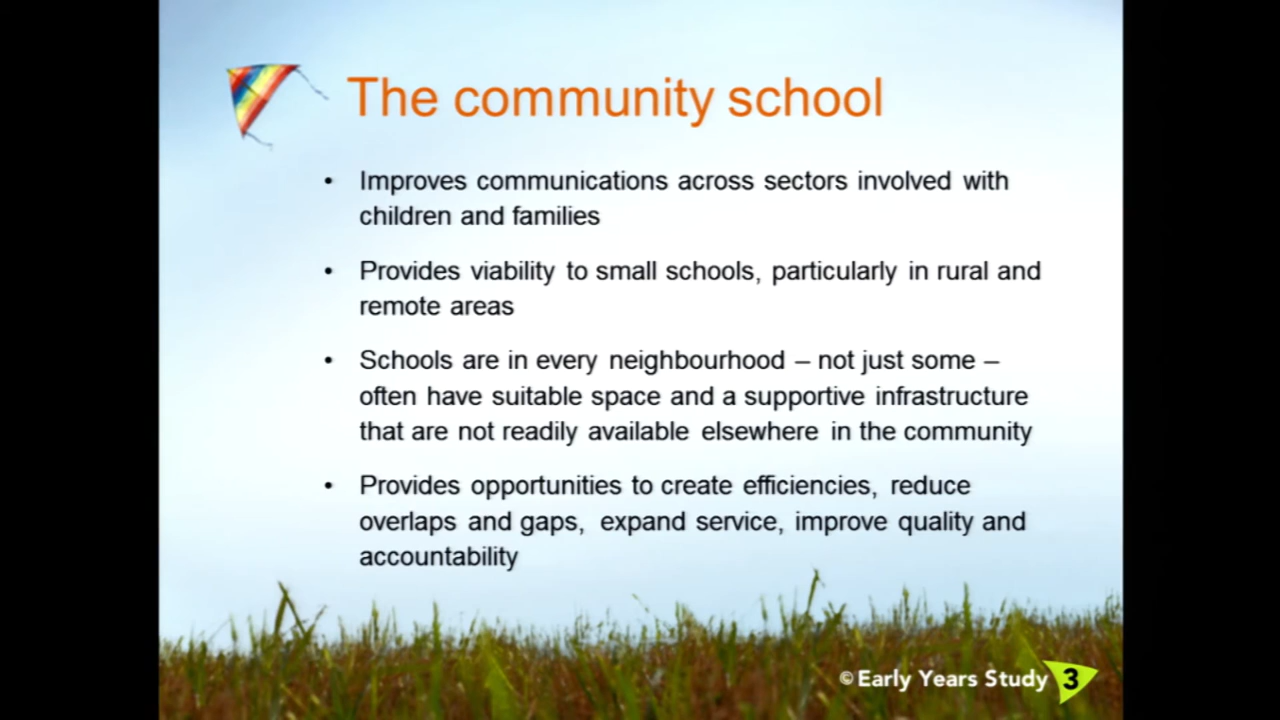 The community school
• Improves communications across sectors involved with
children and families
• Provides viability to small schools, particularly in rural and
remote areas
• Schools are in every neighbourhood – not just some –
often have suitable space and a supportive infrastructure
that are not readily available elsewhere in the community
• Provides opportunities to create efficiencies, reduce
overlaps and gaps, expand service, improve quality and
accountability
© Early Years Study 3